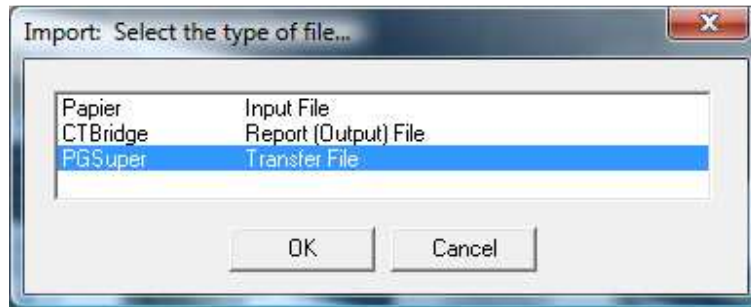 Import: Select the type of file...
Papier Input File
CTBridge Report (Output) File
PGSuper Transfer File
OK Cancel